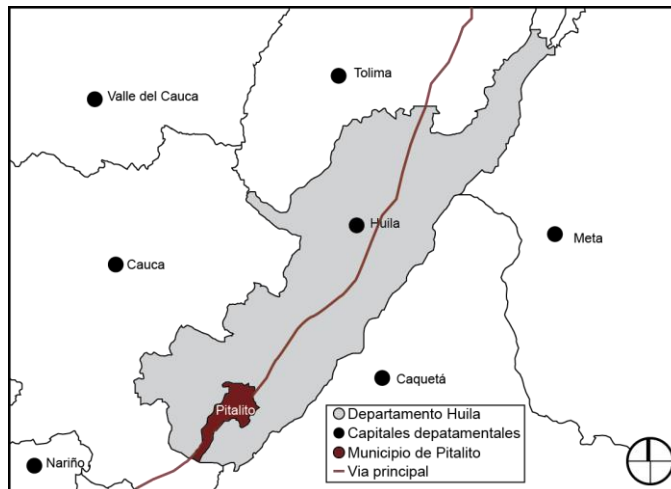 Tolima
Valle del Cauca
Huila
Meta
Cauca
Caquetá
Pitalito
Nariño
Departamento Huila
Capitales depatamentales
Municipio de Pitalito
Via principal